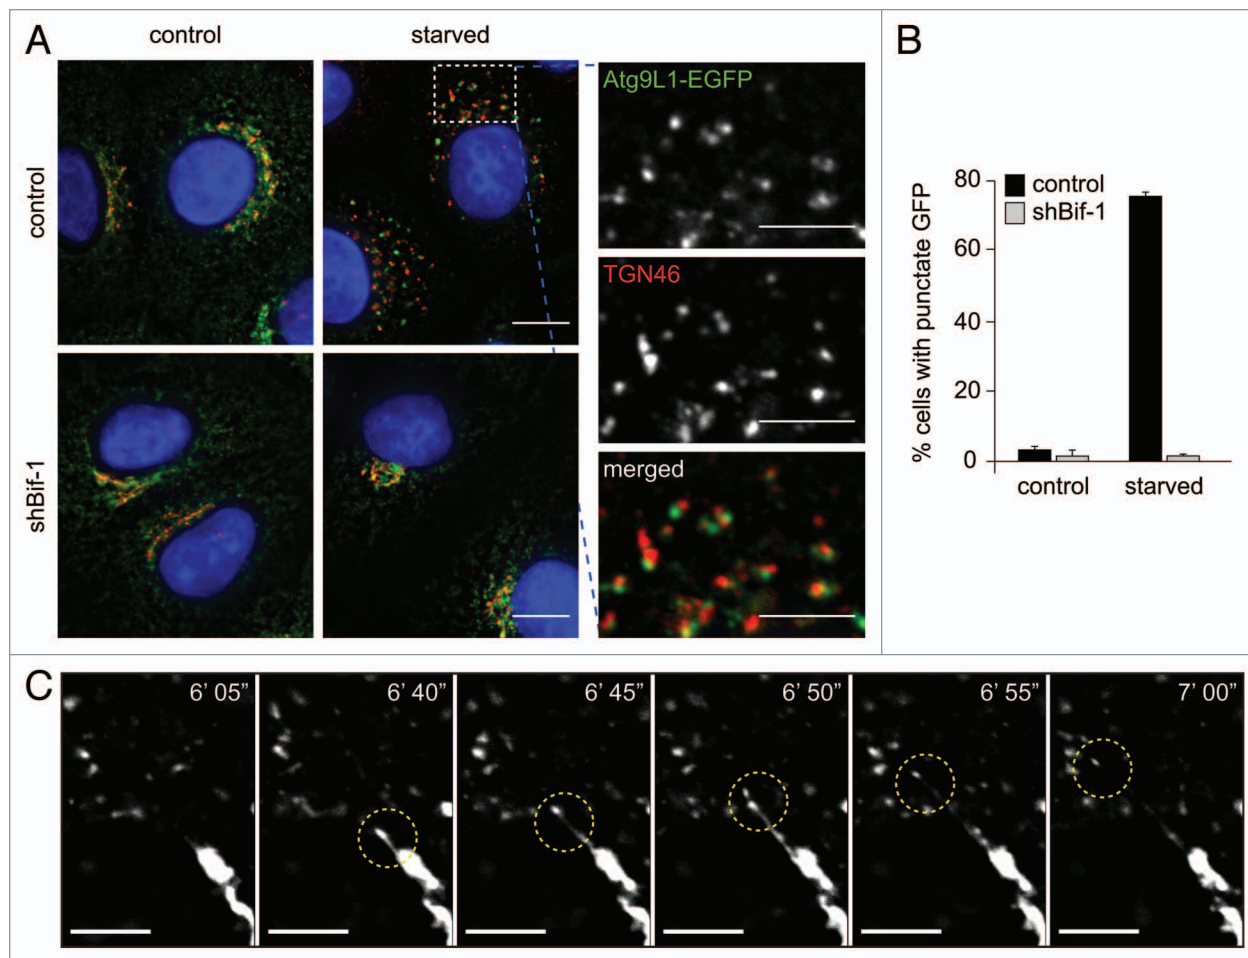 A
control
starved
control
shBif-1
Atg9L1-EGFP
TGN46
merged
B
% cells with punctate GFP
80
60
40
20
0
control
shBif-1
control
starved
C
6’ 05”
6’ 40”
6’ 45”
6’ 50”
6’ 55”
7’ 00”